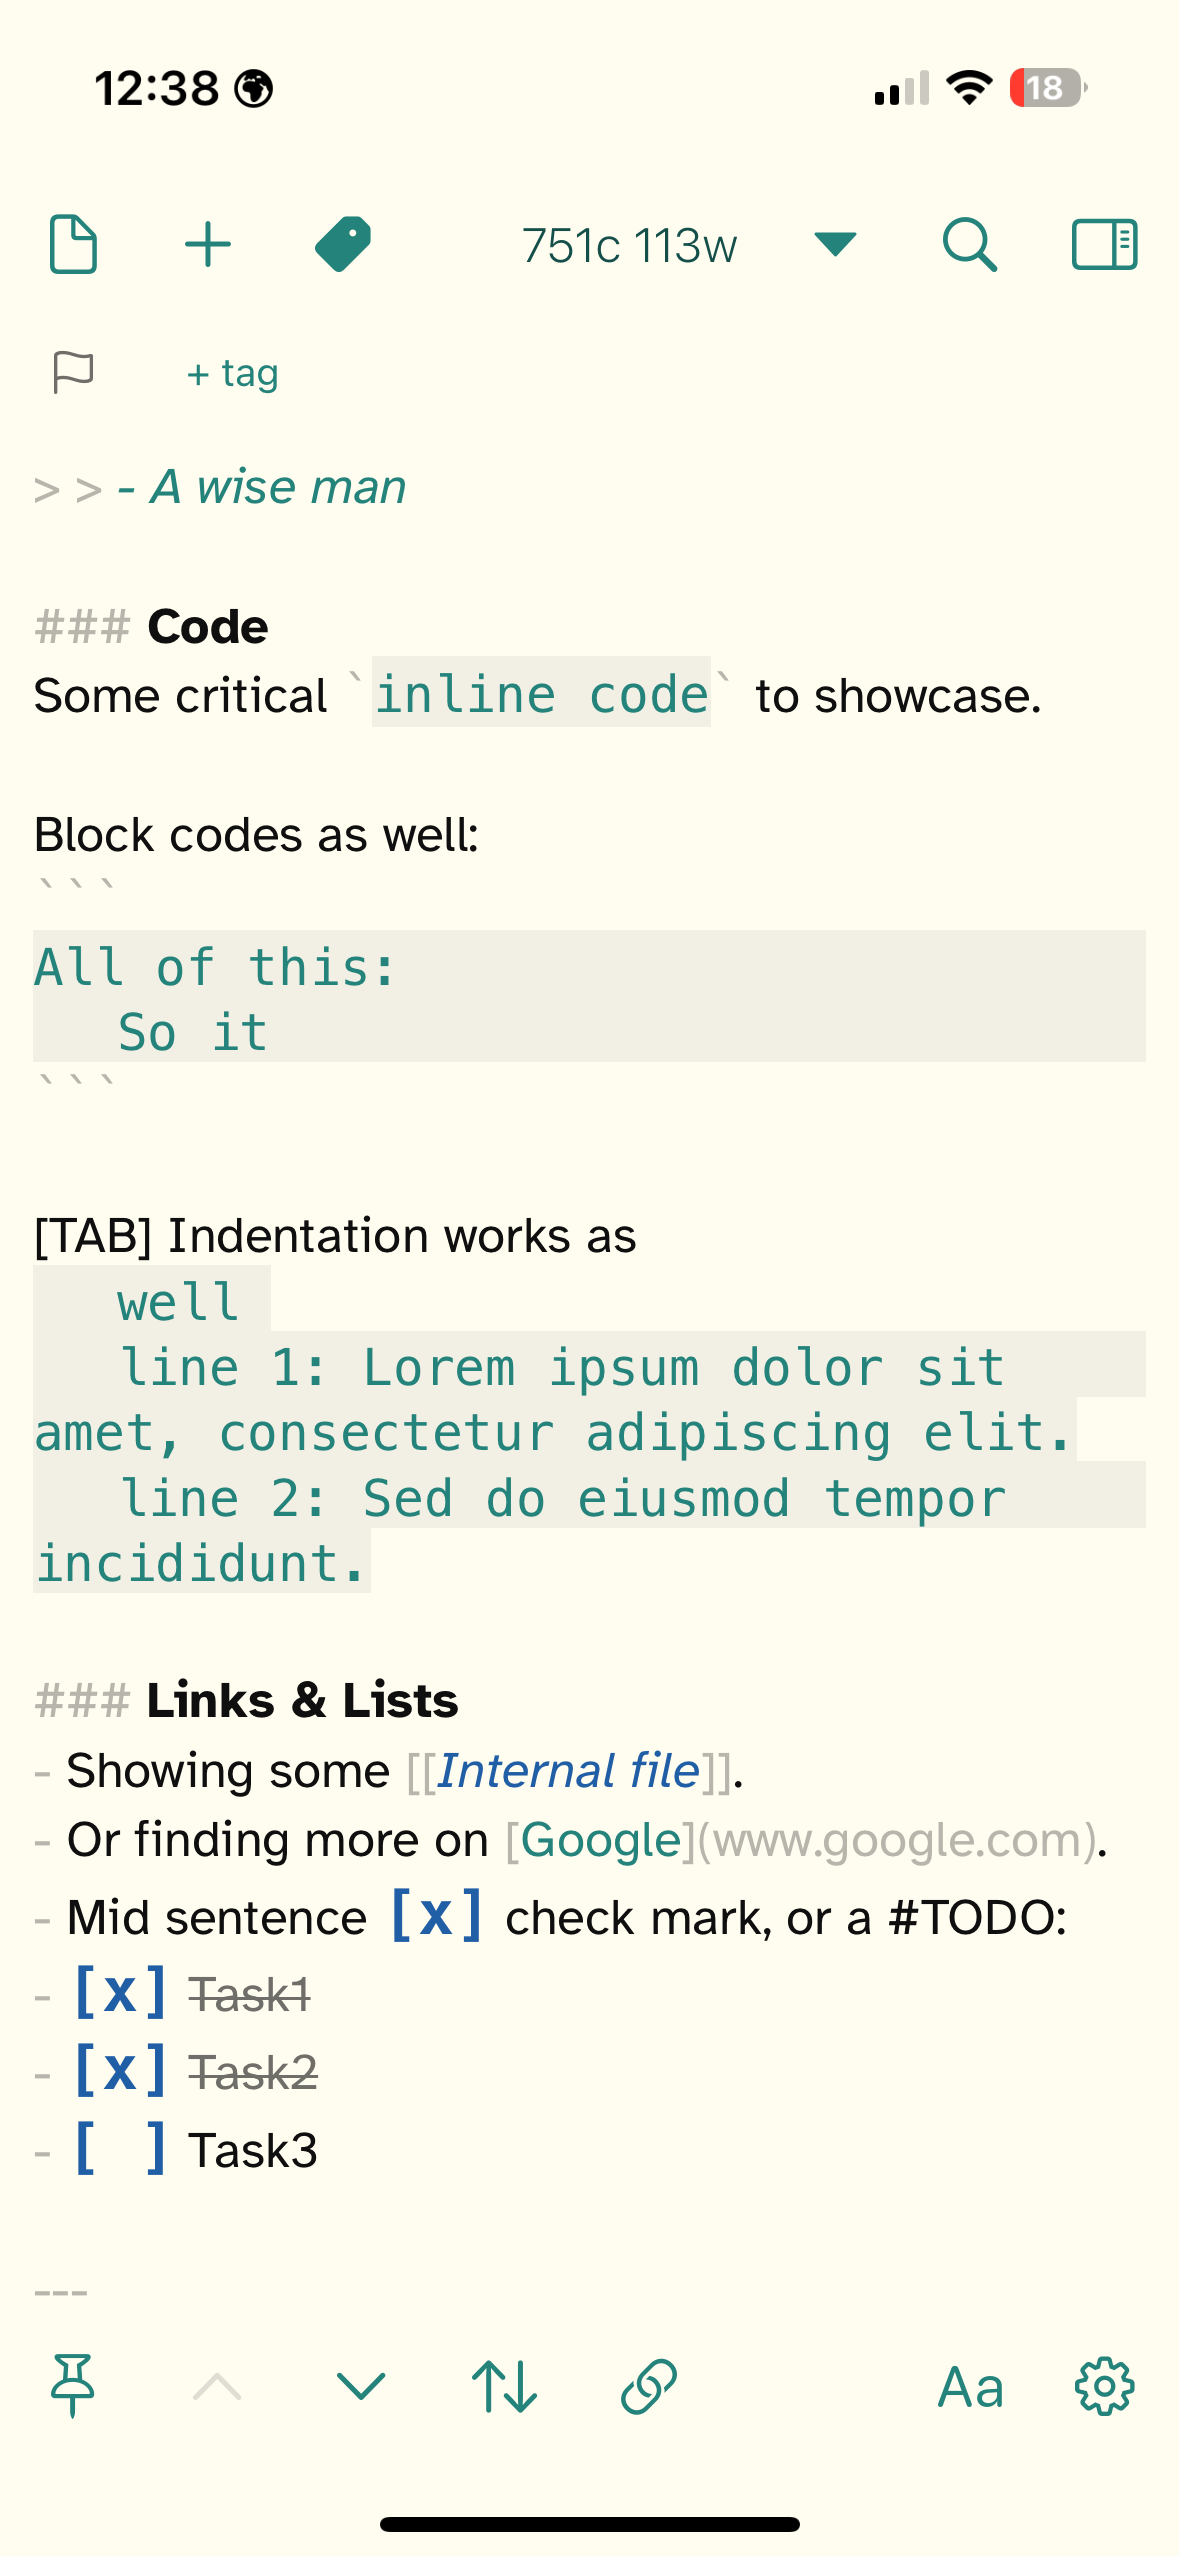 12:38
18
751c 113w
+ tag
> > - A wise man
### Code
Some critical `inline code` to showcase.
Block codes as well:
```
All of this:
   So it
```
[TAB] Indentation works as
   well
   line 1: Lorem ipsum dolor sit
amet, consectetur adipiscing elit.
   line 2: Sed do eiusmod tempor
incididunt.
### Links & Lists
- Showing some [[Internal file]].
- Or finding more on [Google](www.google.com).
- Mid sentence [x] check mark, or a #TODO:
- [x] Task1
- [x] Task2
- [ ] Task3
---
Aa